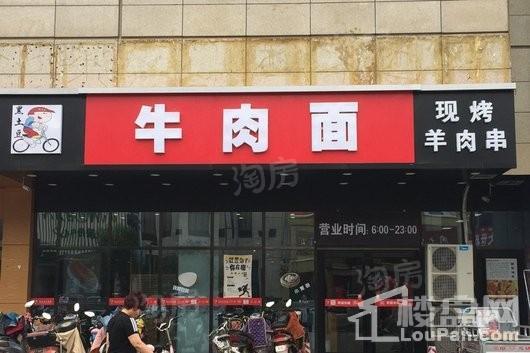 黑土豆
牛肉面
现烤
羊肉串
营业时间: 6:00-23:00
淘房
淘房
楼盘网
LouPan.com